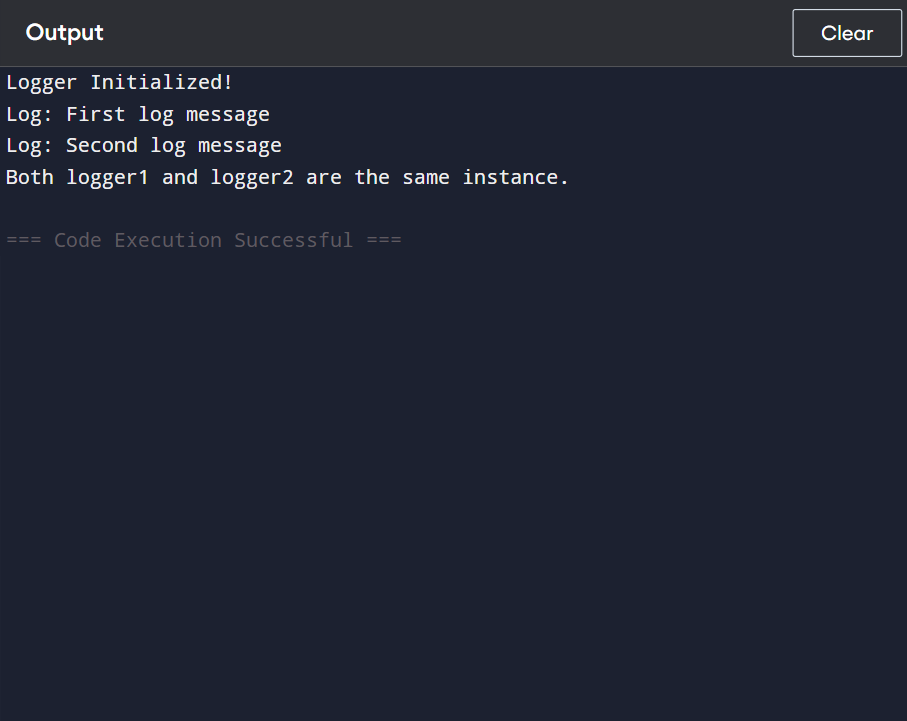 Output
Clear
Logger Initialized!
Log: First log message
Log: Second log message
Both logger1 and logger2 are the same instance.
=== Code Execution Successful ===